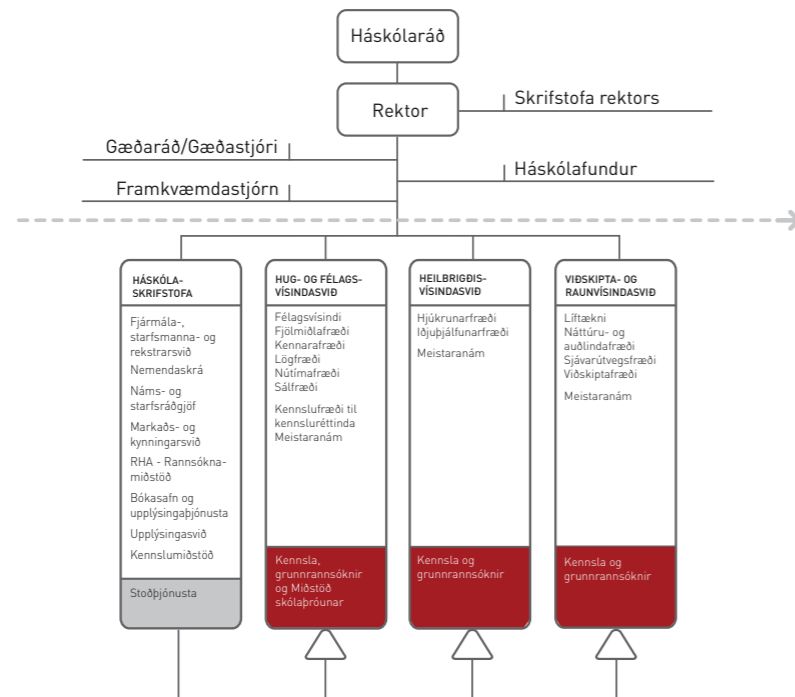 Háskólaráð
Rektor
Skrifstofa rektors
Gæðaráð/Gæðastjóri
Háskólafundur
Framkvæmdastjórn
HÁSKÓLA-
SKRIFSTOFA
Fjármála-,
starfsmanna- og
rekstrarsvið
Nemendaskrá
Náms- og
starfsráðgjöf
Markaðs- og
kynningarsvið
RHA - Rannsókna-
miðstöð
Bókasafn og
upplýsingaþjónusta
Upplýsingasvið
Kennslumiðstöð
Stoðþjónusta
HUG- OG FÉLAGS-
VÍSINDASVIÐ
Félagsvísindi
Fjölmiðlafræði
Kennarafræði
Lögfræði
Nútímafræði
Sálfræði
Kennslufræði til
kennsluréttinda
Meistaranám
Kennsla,
grunnrannsóknir
og Miðstöð
skólaþróunar
HEILBRIGÐIS-
VÍSINDASVIÐ
Hjúkrunarfræði
Iðjuþjálfunarfræði
Meistaranám
Kennsla og
grunnrannsóknir
VIÐSKIPTA- OG
RAUNVÍSINDASVIÐ
Líftækni
Náttúru- og
auðlindafræði
Sjávarútvegsfræði
Viðskiptafræði
Meistaranám
Kennsla og
grunnrannsóknir